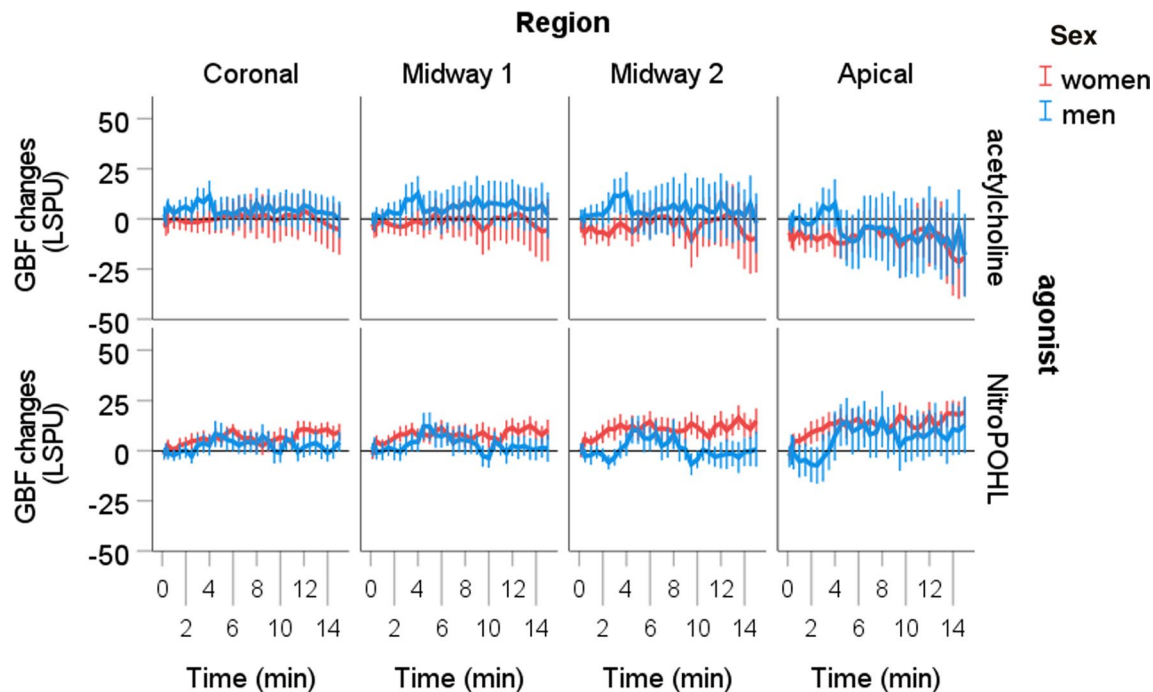 Region
Sex
Coronal Midway 1 Midway 2 Apical
women
men
50
25
0
-25
-50
GBF changes
(LSPU)
acetylcholine
agonist
50
25
0
-25
-50
GBF changes
(LSPU)
NitroPOHL
0 4 8 12 0 4 8 12 0 4 8 12 0 4 8 12
2 6 10 14 2 6 10 14 2 6 10 14 2 6 10 14
Time (min) Time (min) Time (min) Time (min)